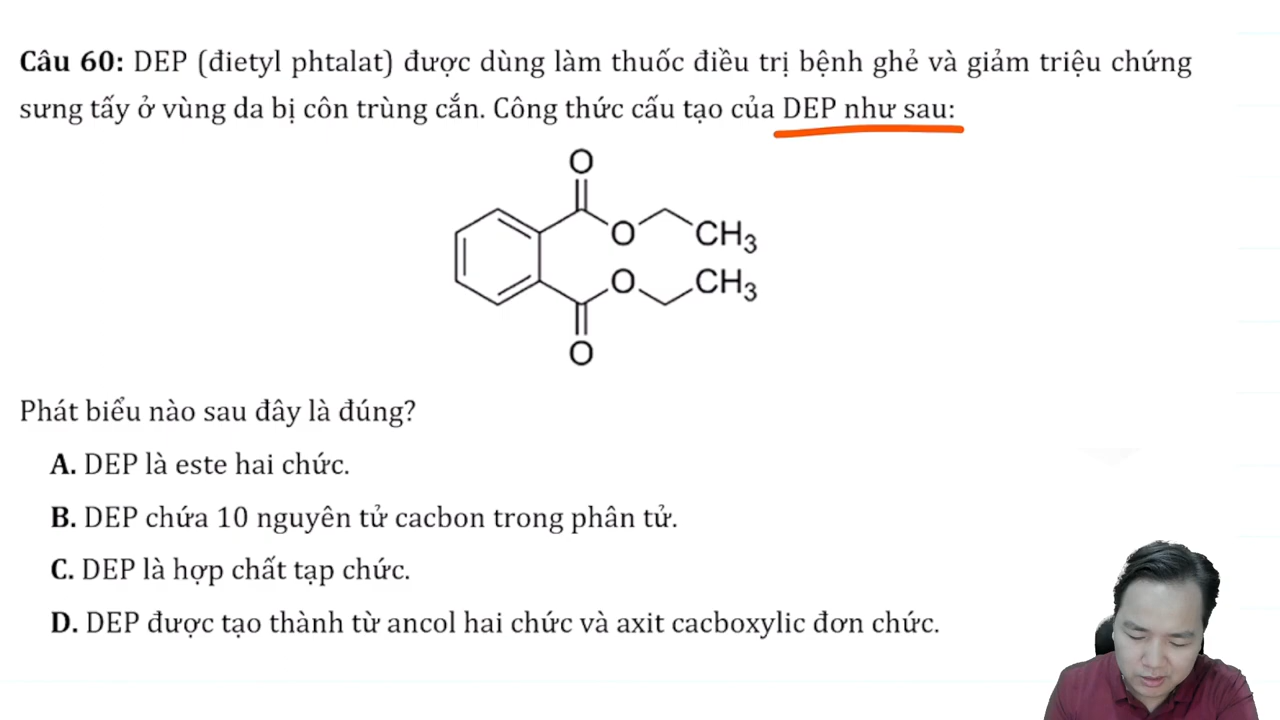 Câu 60: DEP (đietyl phtalat) được dùng làm thuốc điều trị bệnh ghẻ và giảm triệu chứng
sưng tấy ở vùng da bị côn trùng cắn. Công thức cấu tạo của DEP như sau:
O
O CH₃
O CH₃
O
Phát biểu nào sau đây là đúng?
A. DEP là este hai chức.
B. DEP chứa 10 nguyên tử cacbon trong phân tử.
C. DEP là hợp chất tạp chức.
D. DEP được tạo thành từ ancol hai chức và axit cacboxylic đơn chức.